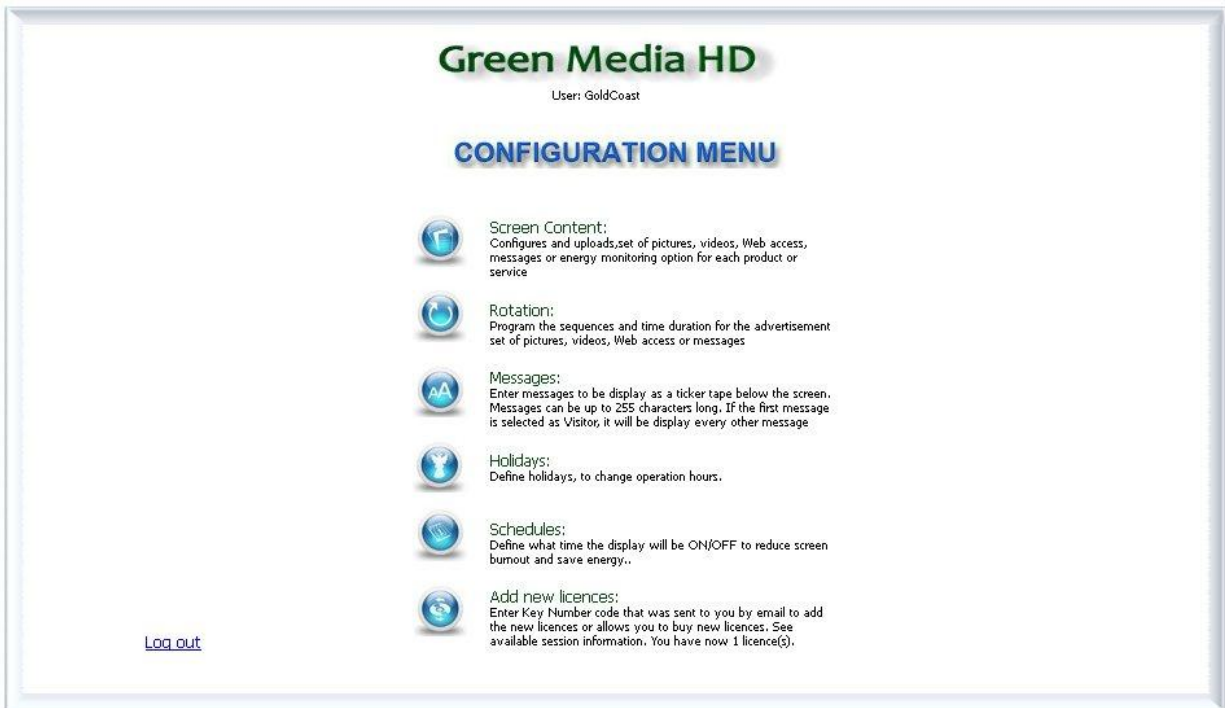 Green Media HD
User: GoldCoast
CONFIGURATION MENU
Screen Content:
Configures and uploads,set of pictures, videos, Web access,
messages or energy monitoring option for each product or
service
Rotation:
Program the sequences and time duration for the advertisement
set of pictures, videos, Web access or messages
AA
Messages:
Enter messages to be display as a ticker tape below the screen.
Messages can be up to 255 characters long. If the first message
is selected as Visitor, it will be display every other message
Holidays:
Define holidays, to change operation hours.
Schedules:
Define what time the display will be ON/OFF to reduce screen
burnout and save energy..
Add new licences:
Enter Key Number code that was sent to you by email to add
the new licences or allows you to buy new licences. See
available session information. You have now 1 licence(s).
Log out